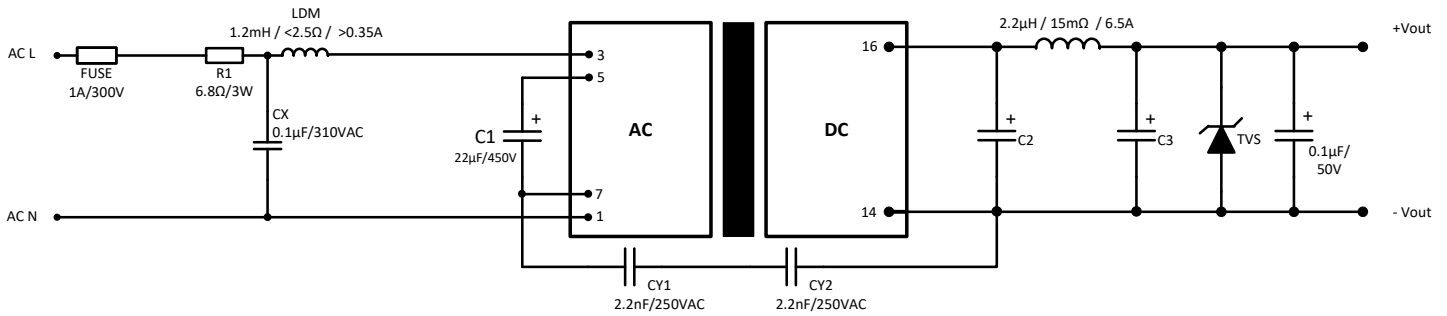 LDM
1.2mH / <2.5Ω / >0.35A
2.2µH / 15mΩ / 6.5A
+Vout
AC L
FUSE
1A/300V
R1
6.8Ω/3W
3
5
16
CX
0.1µF/310VAC
C1
22µF/450V
+
AC
DC
+
C2
+
C3
TVS
+
0.1µF/
50V
7
AC N
1
14
- Vout
CY1
2.2nF/250VAC
CY2
2.2nF/250VAC